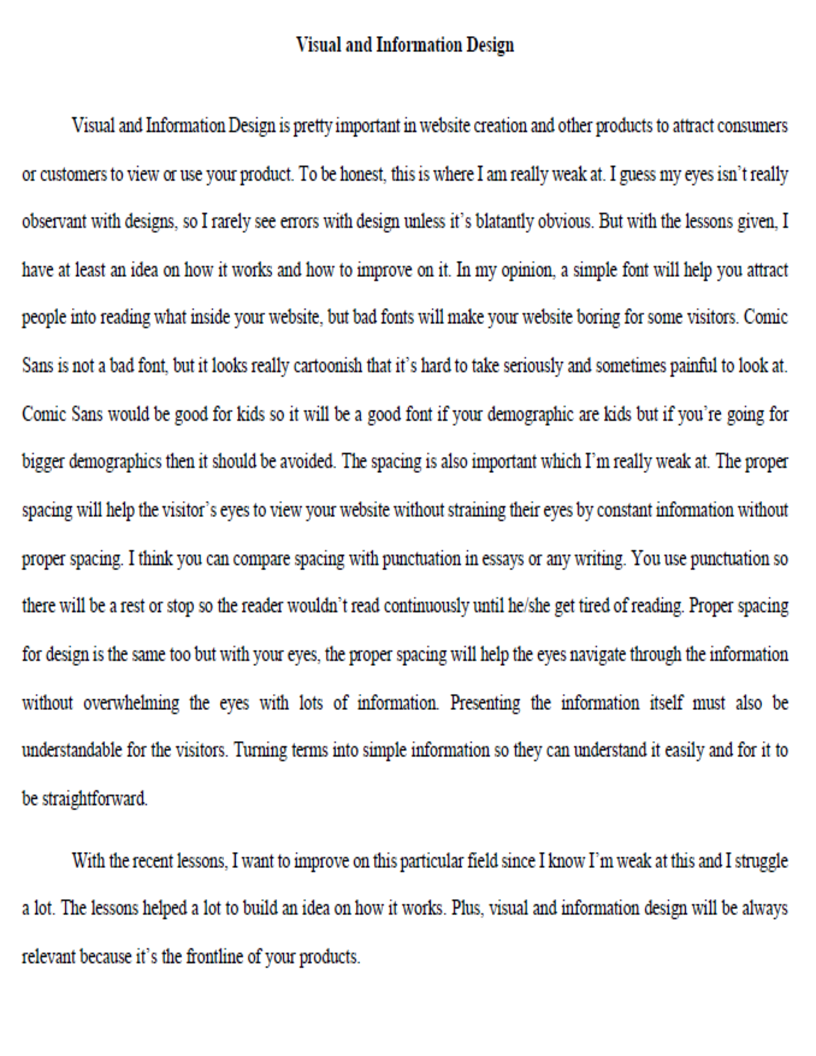 Visual and Information Design
Visual and Information Design is pretty important in website creation and other products to attract consumers
or customers to view or use your product. To be honest, this is where I am really weak at. I guess my eyes isn’t really
observant with designs, so I rarely see errors with design unless it’s blatantly obvious. But with the lessons given, I
have at least an idea on how it works and how to improve on it. In my opinion, a simple font will help you attract
people into reading what inside your website, but bad fonts will make your website boring for some visitors. Comic
Sans is not a bad font, but it looks really cartoonish that it’s hard to take seriously and sometimes painful to look at.
Comic Sans would be good for kids so it will be a good font if your demographic are kids but if you’re going for
bigger demographics then it should be avoided. The spacing is also important which I’m really weak at. The proper
spacing will help the visitor’s eyes to view your website without straining their eyes by constant information without
proper spacing. I think you can compare spacing with punctuation in essays or any writing. You use punctuation so
there will be a rest or stop so the reader wouldn’t read continuously until he/she get tired of reading. Proper spacing
for design is the same too but with your eyes, the proper spacing will help the eyes navigate through the information
without overwhelming the eyes with lots of information. Presenting the information itself must also be
understandable for the visitors. Turning terms into simple information so they can understand it easily and for it to
be straightforward.
With the recent lessons, I want to improve on this particular field since I know I’m weak at this and I struggle
a lot. The lessons helped a lot to build an idea on how it works. Plus, visual and information design will be always
relevant because it’s the frontline of your products.